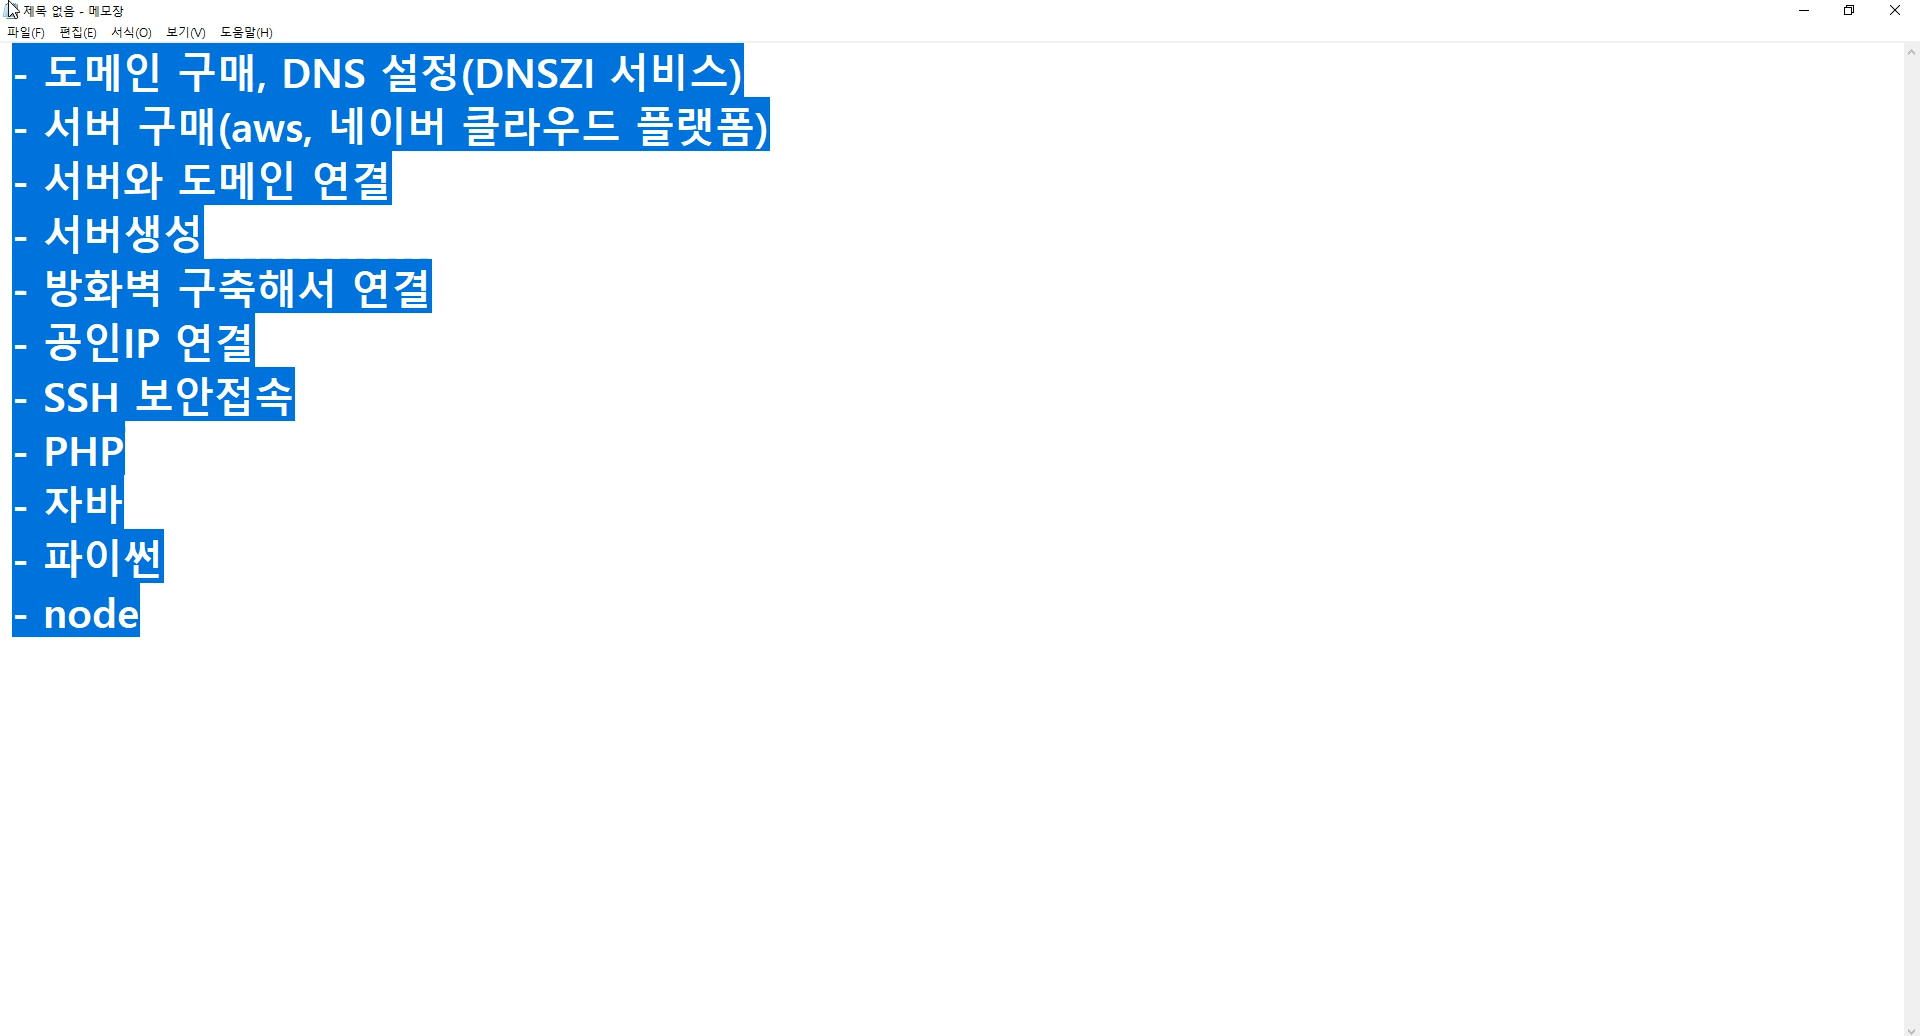 제목 없음 - 메모장
파일(F) 편집(E) 서식(O) 보기(V) 도움말(H)
- 도메인 구매, DNS 설정(DNSZI 서비스)
- 서버 구매(aws, 네이버 클라우드 플랫폼)
- 서버와 도메인 연결
- 서버생성
- 방화벽 구축해서 연결
- 공인IP 연결
- SSH 보안접속
- PHP
- 자바
- 파이썬
- node